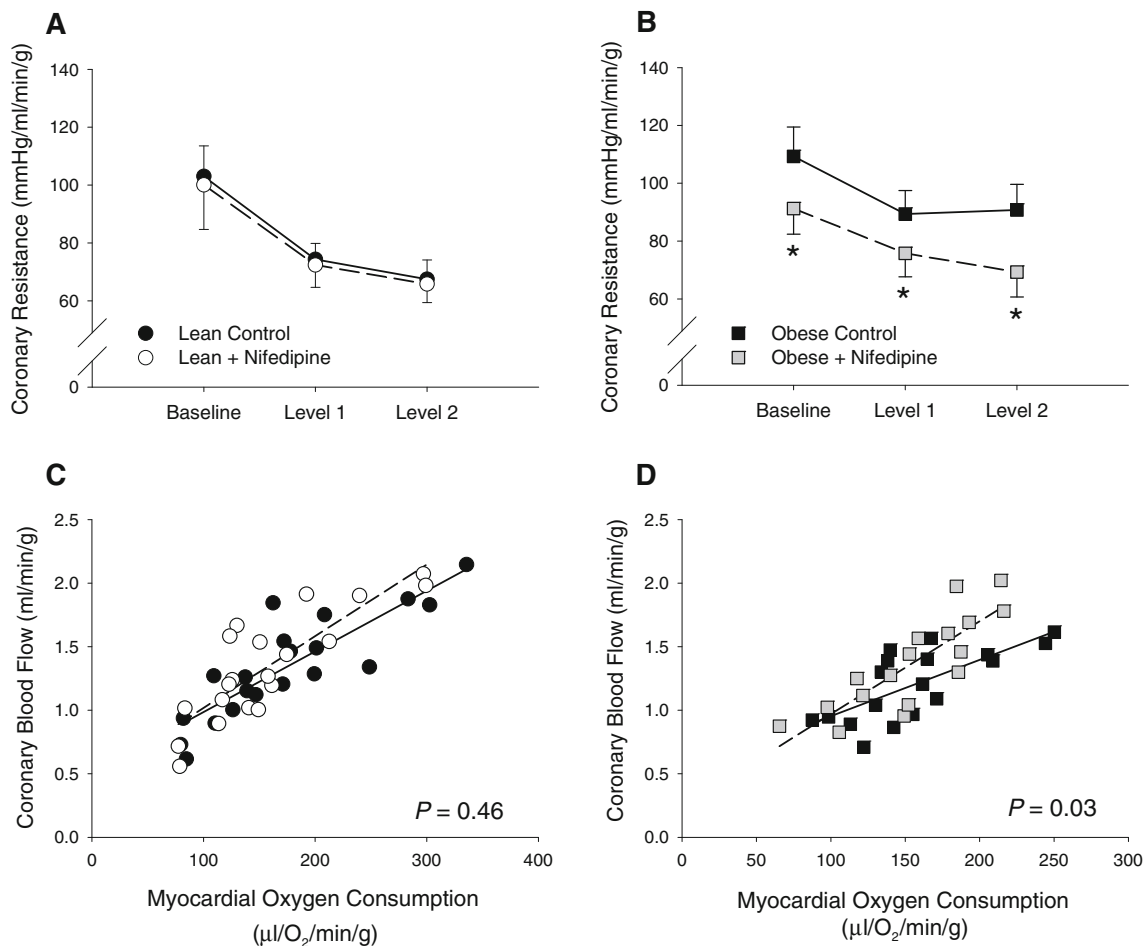 A
Coronary Resistance (mmHg/ml/min/g)
140
120
100
80
60
0
Lean Control
Lean + Nifedipine
Baseline Level 1 Level 2
B
Coronary Resistance (mmHg/ml/min/g)
140
120
100
80
60
0
*
*
*
Obese Control
Obese + Nifedipine
Baseline Level 1 Level 2
C
Coronary Blood Flow (ml/min/g)
2.5
2.0
1.5
1.0
0.5
0.0
P = 0.46
0 100 200 300 400
Myocardial Oxygen Consumption
(μl/O₂/min/g)
D
Coronary Blood Flow (ml/min/g)
2.5
2.0
1.5
1.0
0.5
0.0
P = 0.03
0 50 100 150 200 250 300
Myocardial Oxygen Consumption
(μl/O₂/min/g)